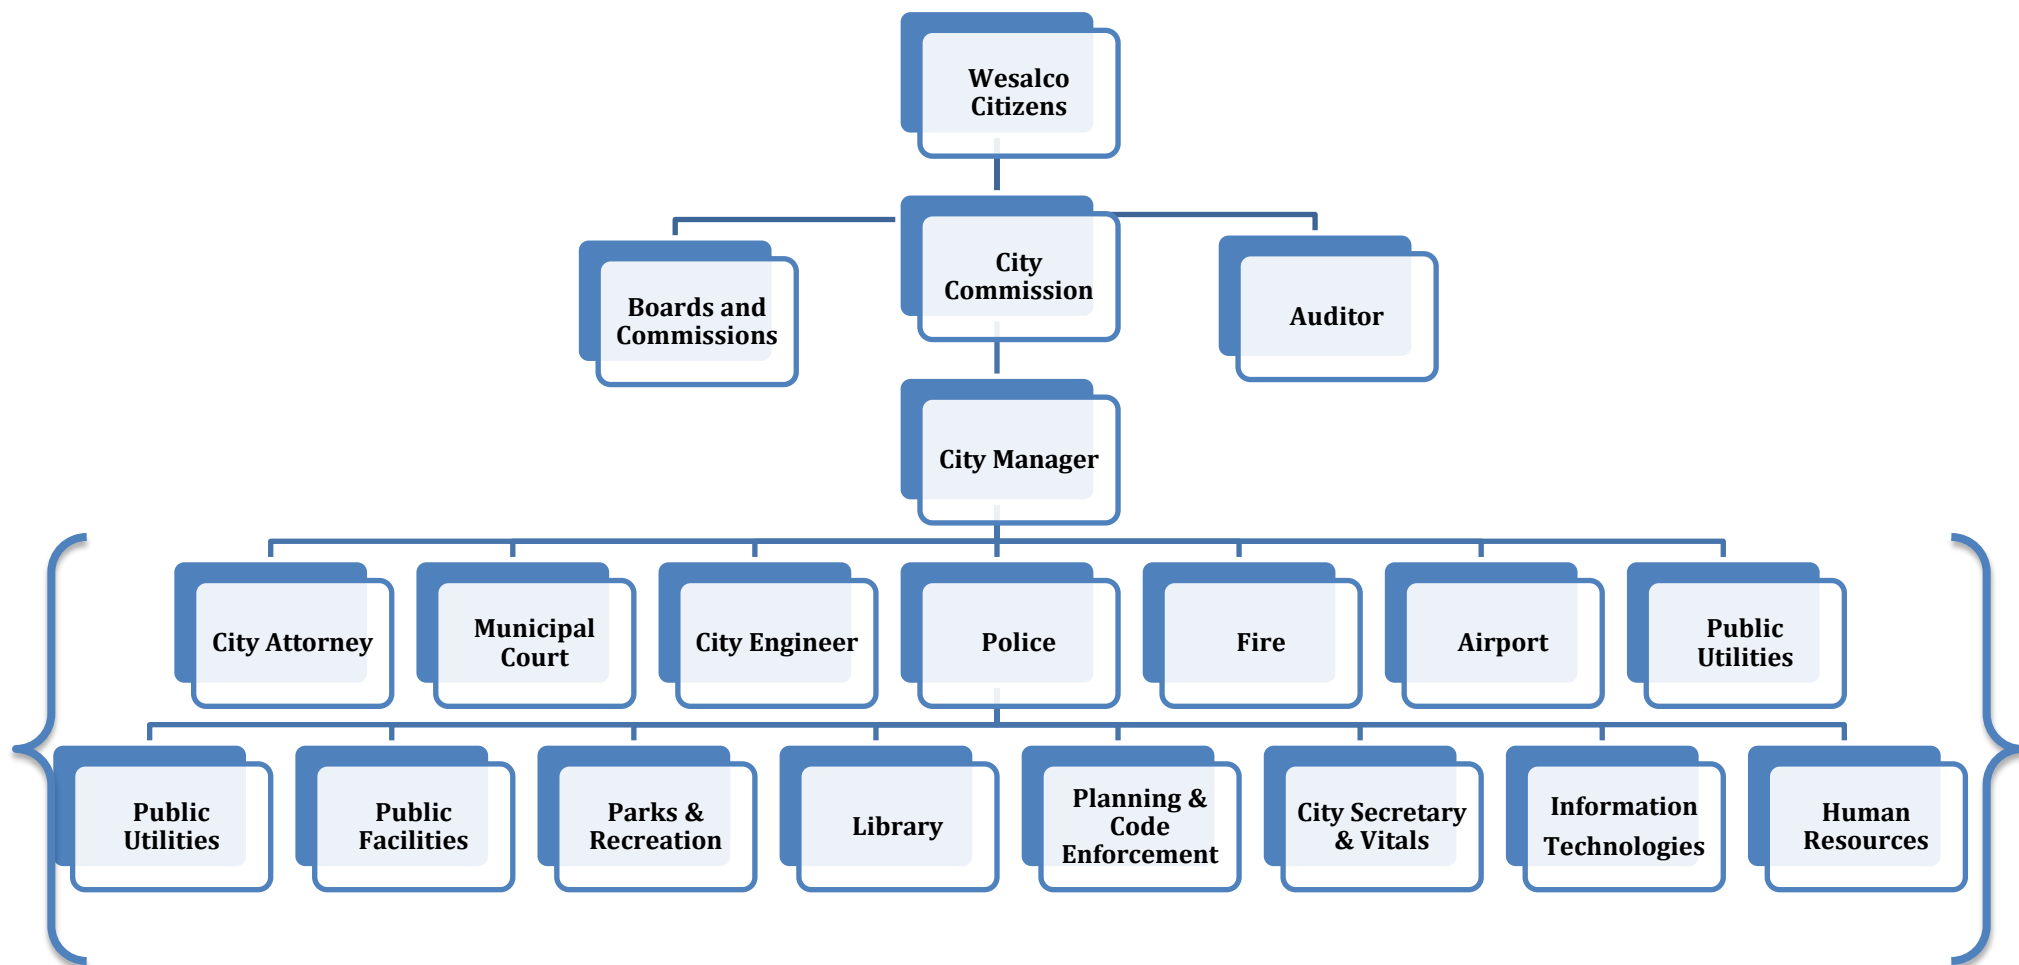 Wesalco
Citizens
City
Commission
Boards and
Commissions
Auditor
City Manager
City Attorney
Municipal
Court
City Engineer
Police
Fire
Airport
Public
Utilities
Public
Utilities
Public
Facilities
Parks &
Recreation
Library
Planning &
Code
Enforcement
City Secretary
& Vitals
Information
Technologies
Human
Resources